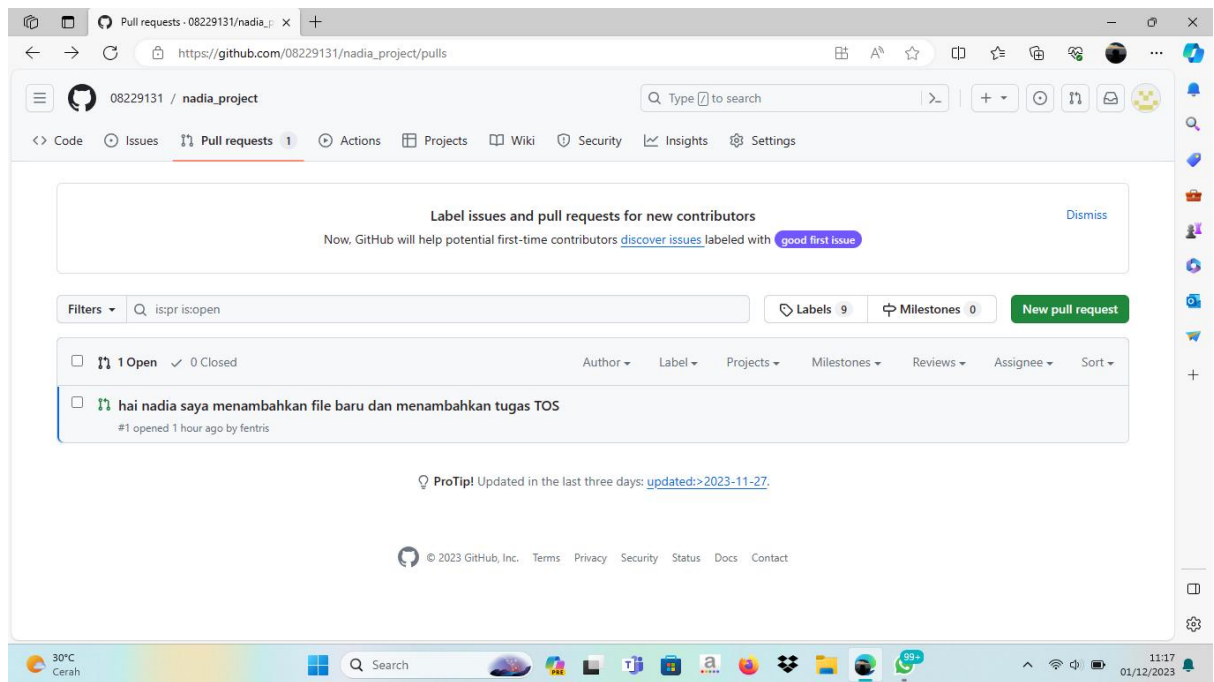 Pull requests · 08229131/nadia_p
https://github.com/08229131/nadia_project/pulls
08229131 / nadia_project
Type / to search
Code Issues Pull requests 1 Actions Projects Wiki Security Insights Settings
Label issues and pull requests for new contributors
Dismiss
Now, GitHub will help potential first-time contributors discover issues labeled with good first issue
Filters is:pr is:open Labels 9 Milestones 0 New pull request
1 Open 0 Closed Author Label Projects Milestones Reviews Assignee Sort
hai nadia saya menambahkan file baru dan menambahkan tugas TOS
#1 opened 1 hour ago by fentris
ProTip! Updated in the last three days: updated:>2023-11-27.
© 2023 GitHub, Inc. Terms Privacy Security Status Docs Contact
30°C
Cerah
Search
PRE
99+
11:17
01/12/2023